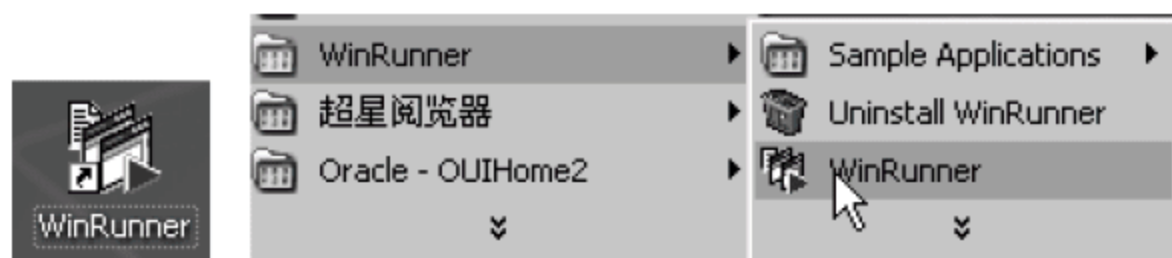 WinRunner
WinRunner
超星阅览器
Oracle - OUIHome2
Sample Applications
Uninstall WinRunner
WinRunner